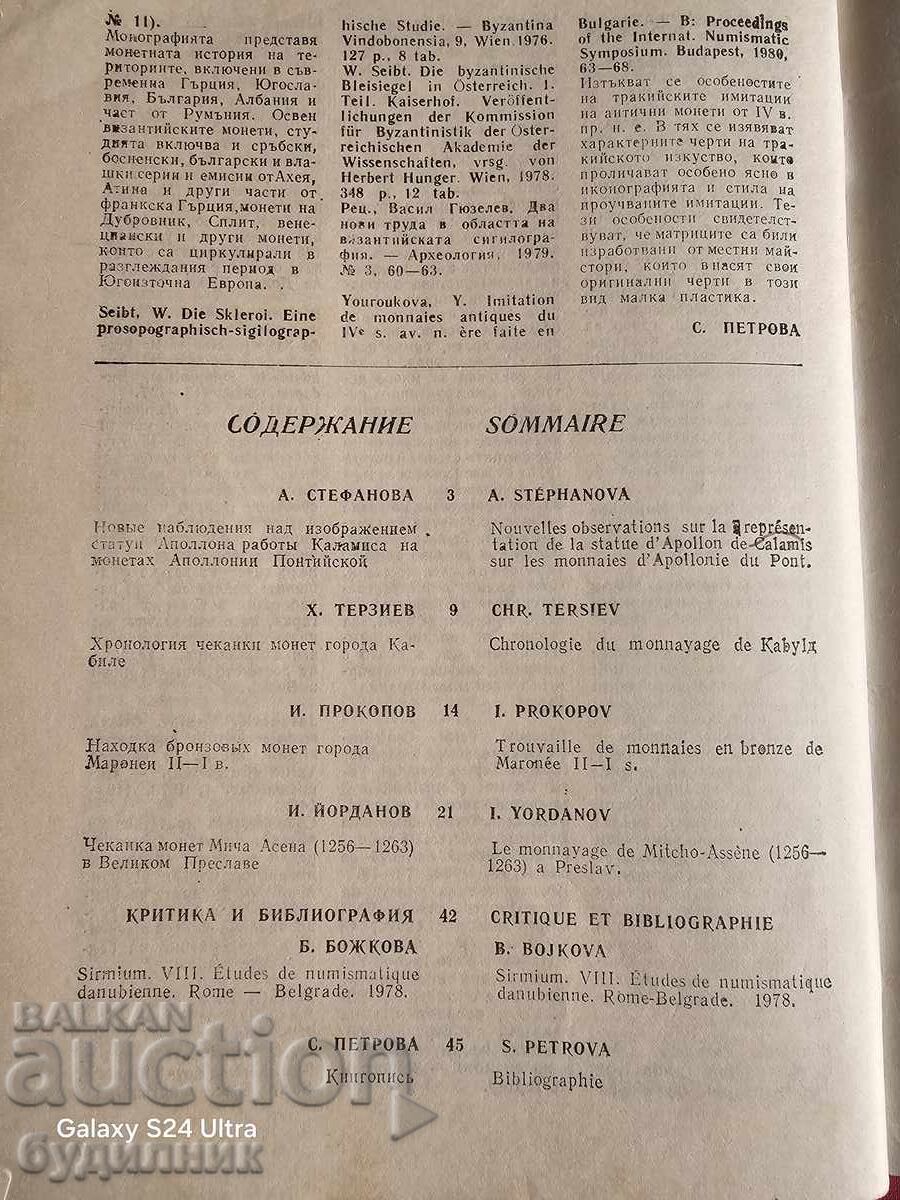 № 11).
Монографията представя
монетната история на те-
риториите, включени в съв-
ременна Гърция, Югосла-
вия, България, Албания и
част от Румъния. Освен
византийските монети, сту-
дията включва и сръбски,
босненски, български и вла-
шки серии и емисии от Ахея,
Атина и други части от
франкска Гърция, монети на
Дубровник, Сплит, вене-
циански и други монети,
които са циркулирали в
разглеждания период в
Югоизточна Европа. .
Seibt, W. Die Skleroi. Eine
prosopographisch-sigilograp-
hische Studie. — Byzantina
Vindobonensia, 9, Wien, 1976.
127 p., 8 tab.
W. Seibt. Die byzantinische
Bleisiegel in Österreich. 1.
Teil. Kaiserhof. Veröffent-
lichungen der Kommission
für Byzantinistik der Öster-
reichischen Akademie der
Wissenschaften, vrsg. von
Herbert Hunger. Wien, 1978.
348 p., 12 tab.
Рец., Васил Гюзелев, Два
нови труда в областта на
византийската сигилогра-
фия. — Археология, 1979.
№ 3, 60—63.
Youroukova, Y. Imitation
de monnaies antiques du
IVe s. av. n. ère faite en
Bulgarie. — В: Proceedings
of the Internat. Numismatic
Symposium. Budapest, 1980,
63—68.
Изтъкват се особеностите
на тракийските имитации
на антични монети от IV в.
пр. н. е. В тях се изявяват
характерните черти на тра-
кийското изкуство, които
проличават особено ясно в
иконографията и стила на
проучваните имитации. Те-
зи особености свидетелст-
вуват, че матриците са били
изработвани от местни май-
стори, които внасят свои
оригинални черти в този
вид малка пластика.
С. ПЕТРОВА
СОДЕРЖАНИЕ SOMMAIRE
А. СТЕФАНОВА 3 A. STÉPHANOVA
Новые наблюдения над изображением
статуи Аполлона работы Каламиса на
монетах Аполлонии Понтийской
Nouvelles observations sur la représen-
tation de la statue d'Apollon de Calamis
sur les monnaies d'Apollonie du Pont.
Х. ТЕРЗИЕВ 9 CHR. TERSIEV
Хронология чеканки монет города Ка-
биле
Chronologie du monnayage de Kabylд
И. ПРОКОПОВ 14 I. PROKOPOV
Находка бронзовых монет города
Маронеи II—I в.
Trouvaille de monnaies en bronze de
Maronée II—I s.
И. ЙОРДАНОВ 21 I. YORDANOV
Чеканка монет Мича Асена (1256—1263)
в Великом Преславе
Le monnayage de Mitcho-Assène (1256—
1263) a Preslav.
КРИТИКА И БИБЛИОГРАФИЯ 42 CRITIQUE ET BIBLIOGRAPHIE
Б. БОЖКОВА B. BOJKOVA
Sirmium. VIII. Études de numismatique
danubienne. Rome — Belgrade. 1978.
Sirmium. VIII. Études de numismatique
danubienne. Rome-Belgrade. 1978.
С. ПЕТРОВА 45 S. PETROVA
Книгопись Bibliographie
BALKAN
auction
Galaxy S24 Ultra
будилник